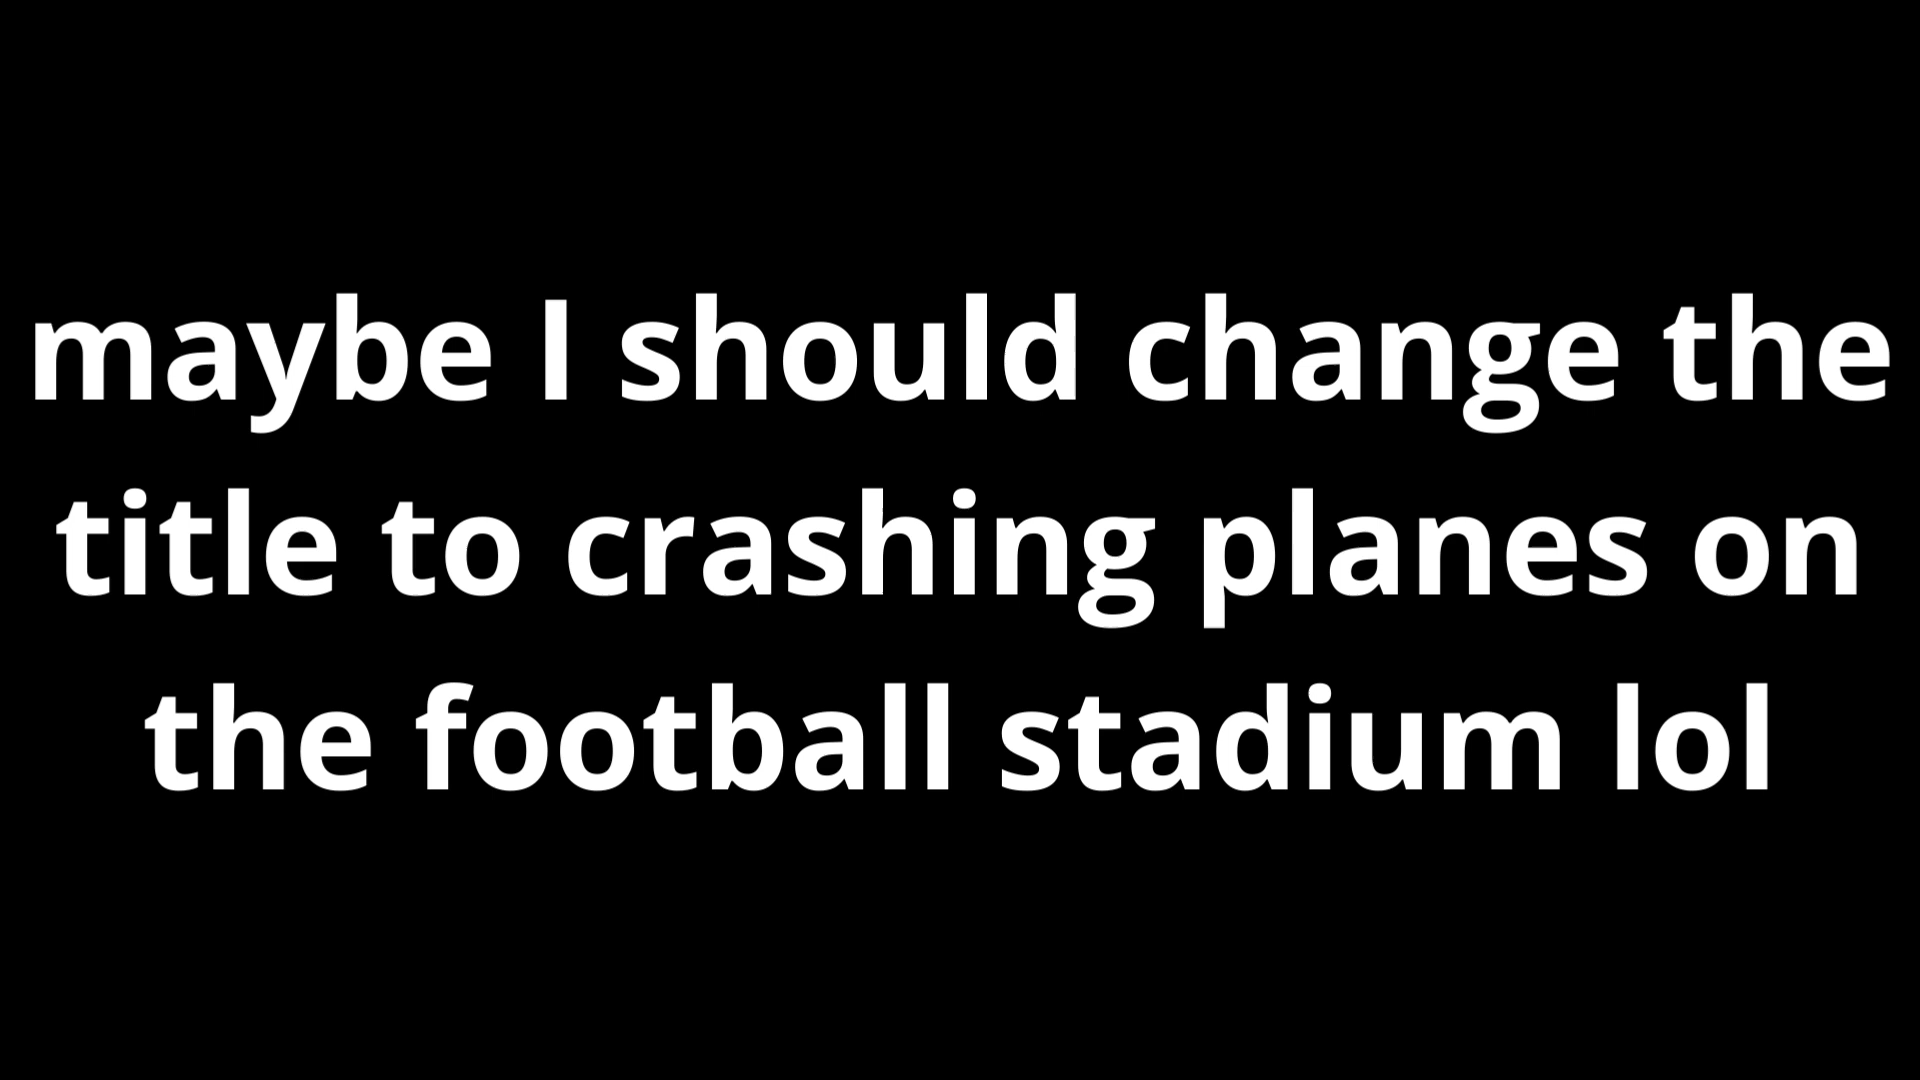 maybe I should change the
title to crashing planes on
the football stadium lol